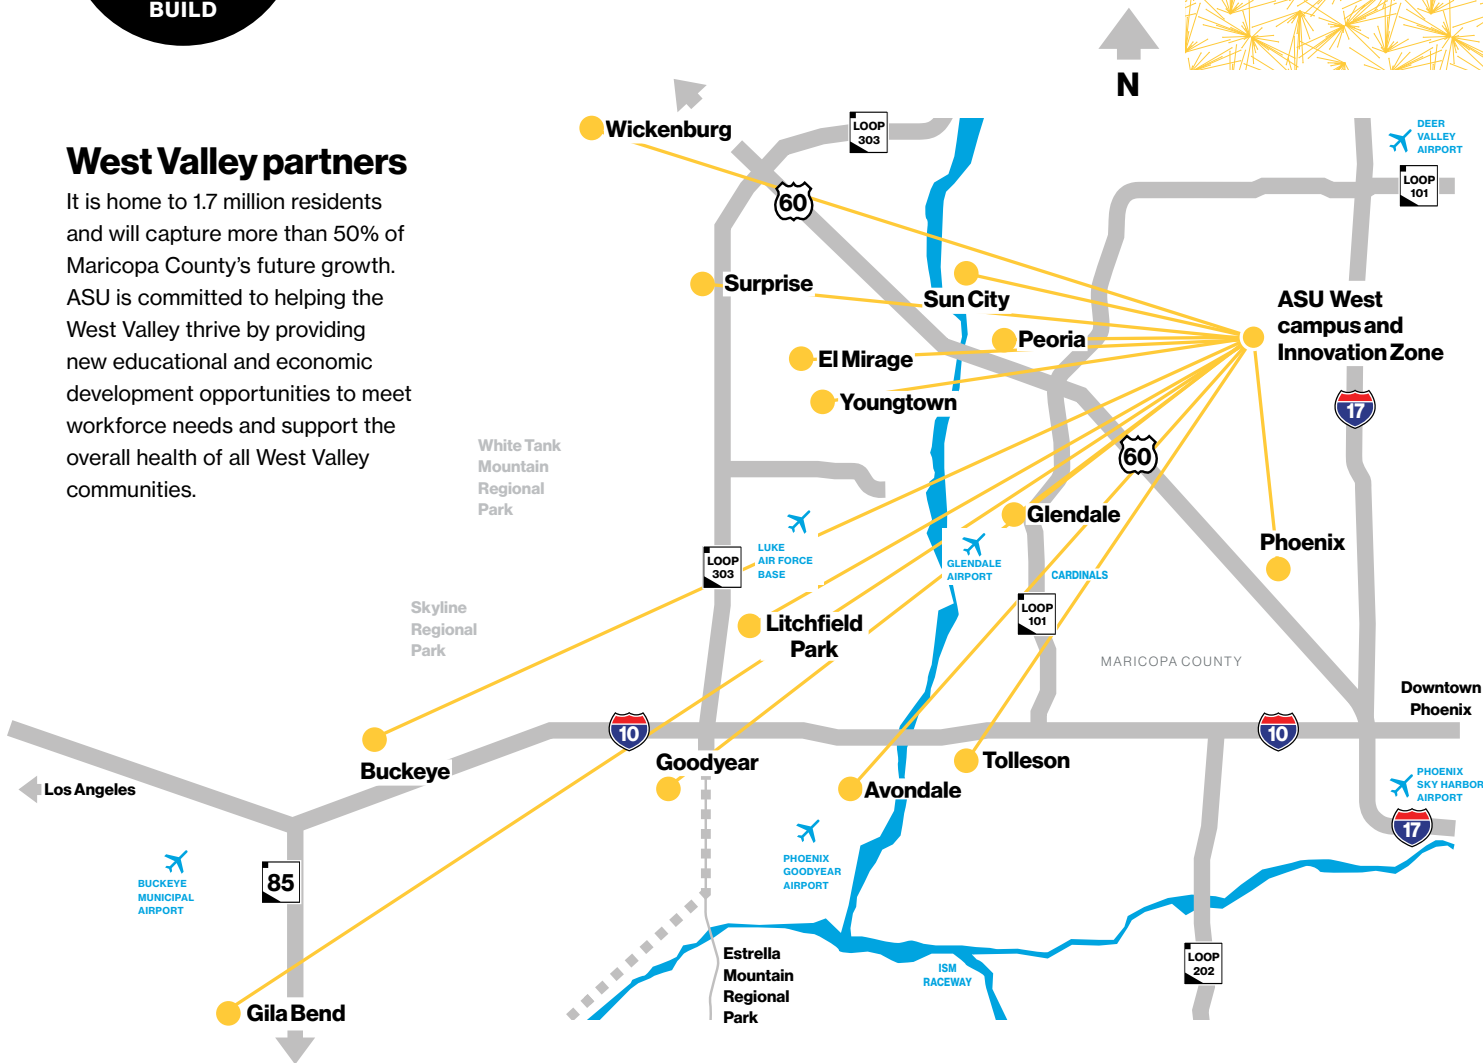 BUILD
N
West Valley partners
It is home to 1.7 million residents
and will capture more than 50% of
Maricopa County’s future growth.
ASU is committed to helping the
West Valley thrive by providing
new educational and economic
development opportunities to meet
workforce needs and support the
overall health of all West Valley
communities.
Wickenburg
LOOP
303
60
DEER
VALLEY
AIRPORT
LOOP
101
Surprise
Sun City
Peoria
El Mirage
Youngtown
ASU West
campus and
Innovation Zone
17
White Tank
Mountain
Regional
Park
60
Glendale
Phoenix
LOOP
303
LUKE
AIR FORCE
BASE
GLENDALE
AIRPORT
CARDINALS
LOOP
101
Skyline
Regional
Park
Litchfield
Park
MARICOPA COUNTY
Downtown
Phoenix
10
10
Buckeye
Goodyear
Avondale
Tolleson
Los Angeles
PHOENIX
SKY HARBOR
AIRPORT
17
BUCKEYE
MUNICIPAL
AIRPORT
85
PHOENIX
GOODYEAR
AIRPORT
Estrella
Mountain
Regional
Park
ISM
RACEWAY
LOOP
202
Gila Bend